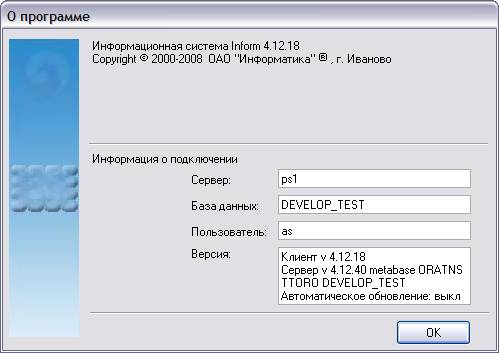 О программе
Информационная система Inform 4.12.18
Copyright © 2000-2008 ОАО "Информатика" ® , г. Иваново
Информация о подключении
Сервер: ps1
База данных: DEVELOP_TEST
Пользователь: as
Версия: Клиент v 4.12.18
Сервер v 4.12.40 metabase ORATNS
TTORO DEVELOP_TEST
Автоматическое обновление: выкл
OK